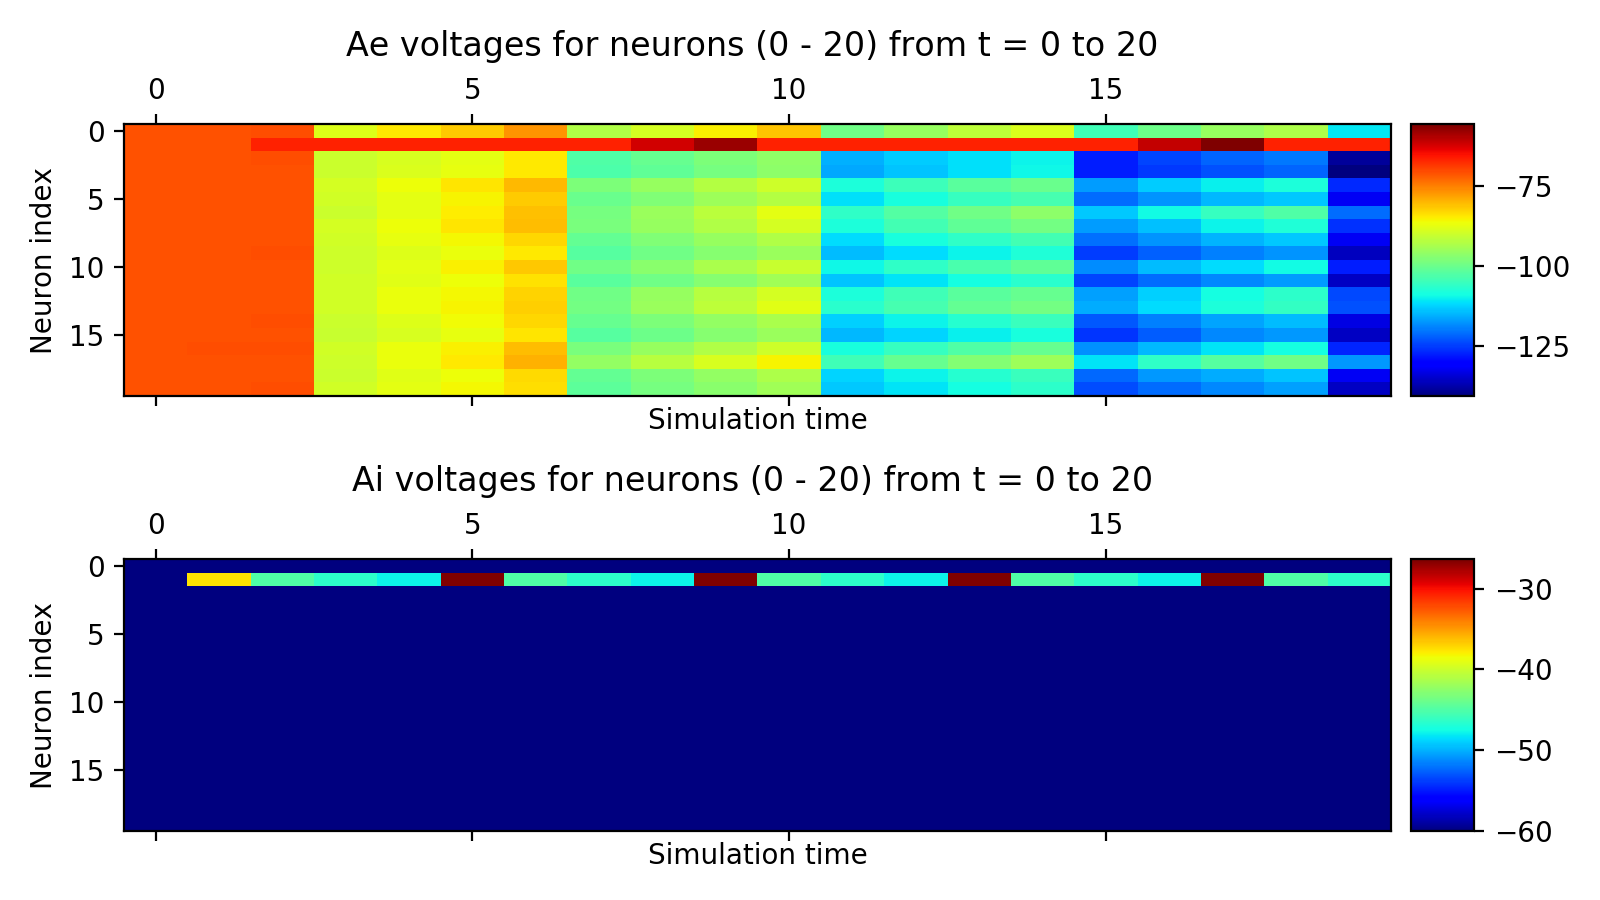 Ae voltages for neurons (0 - 20) from t = 0 to 20
0 5 10 15
0
5
10
15
Neuron index
Simulation time
−75
−100
−125
Ai voltages for neurons (0 - 20) from t = 0 to 20
0 5 10 15
0
5
10
15
Neuron index
Simulation time
−30
−40
−50
−60